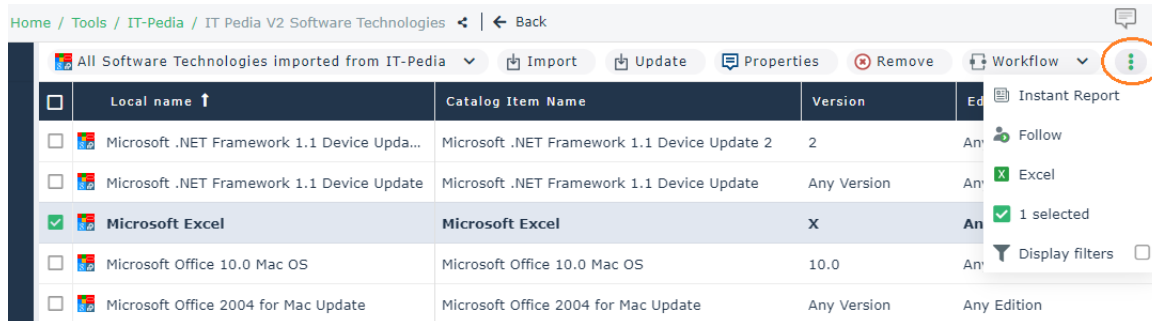 Home / Tools / IT-Pedia / IT Pedia V2 Software Technologies Back
All Software Technologies imported from IT-Pedia Import Update Properties Remove Workflow
Local name Catalog Item Name Version Ed
Instant Report
Microsoft .NET Framework 1.1 Device Upda... Microsoft .NET Framework 1.1 Device Update 2 2 An
Follow
Microsoft .NET Framework 1.1 Device Update Microsoft .NET Framework 1.1 Device Update Any Version An
Excel
Microsoft Excel Microsoft Excel X An
1 selected
Microsoft Office 10.0 Mac OS Microsoft Office 10.0 Mac OS 10.0 An
Display filters
Microsoft Office 2004 for Mac Update Microsoft Office 2004 for Mac Update Any Version Any Edition